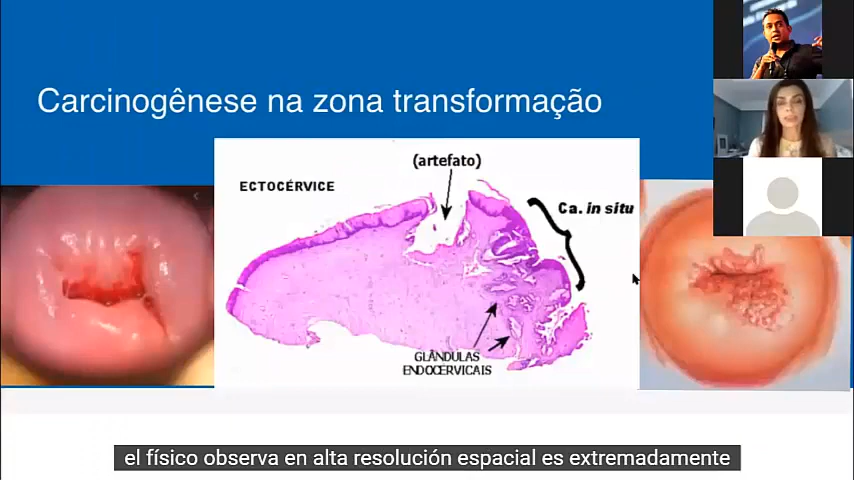 Carcinogênese na zona transformação
(artefato)
ECTOCÉRVICE
Ca. in situ
GLÂNDULAS
ENDOCERVICAIS
el físico observa en alta resolución espacial es extremadamente